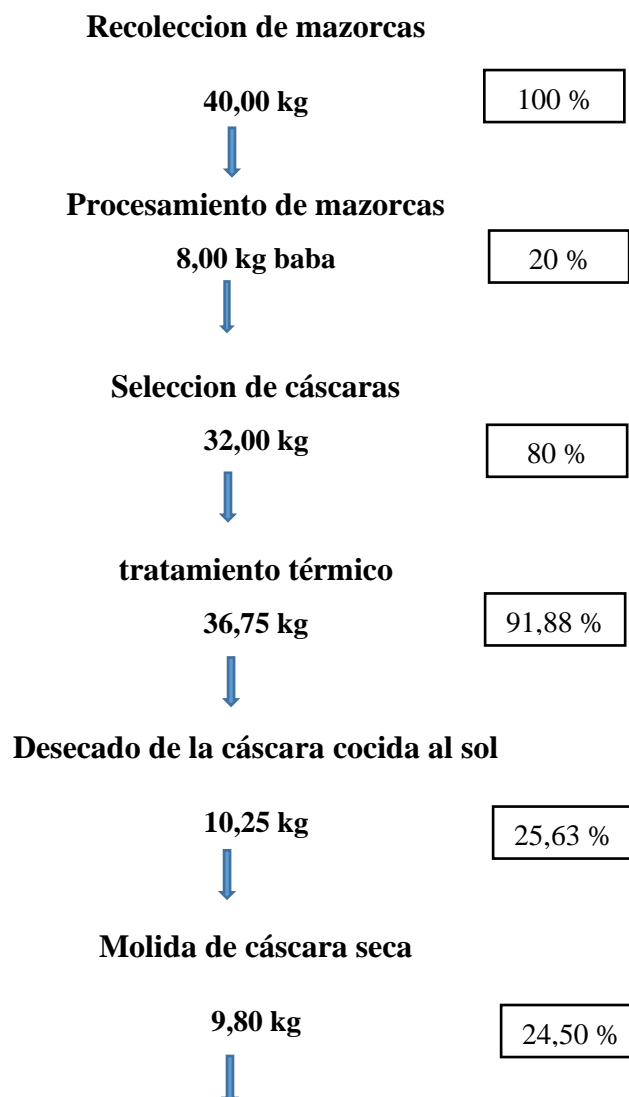 Recoleccion de mazorcas
40,00 kg
100 %
Procesamiento de mazorcas
8,00 kg baba
20 %
Seleccion de cáscaras
32,00 kg
80 %
tratamiento térmico
36,75 kg
91,88 %
Desecado de la cáscara cocida al sol
10,25 kg
25,63 %
Molida de cáscara seca
9,80 kg
24,50 %